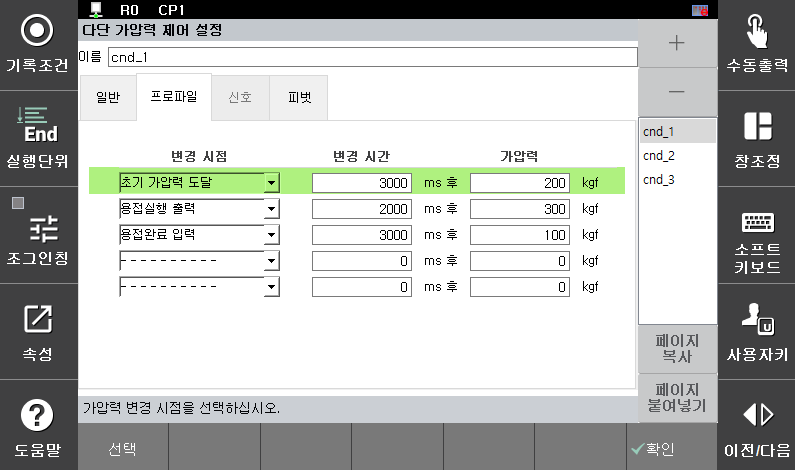 R0 CP1
다단 가압력 제어 설정
이름 cnd_1
일반 프로파일 신호 피벗
변경 시점 변경 시간 가압력
초기 가압력 도달 3000 ms 후 200 kgf
용접실행 출력 2000 ms 후 300 kgf
용접완료 입력 3000 ms 후 100 kgf
---------- 0 ms 후 0 kgf
---------- 0 ms 후 0 kgf
가압력 변경 시점을 선택하십시오.
선택
확인
+
-
cnd_1
cnd_2
cnd_3
페이지
복사
페이지
붙여넣기
기록조건
End
실행단위
조그인칭
속성
?
도움말
수동출력
창조정
소프트
키보드
U
사용자키
이전/다음